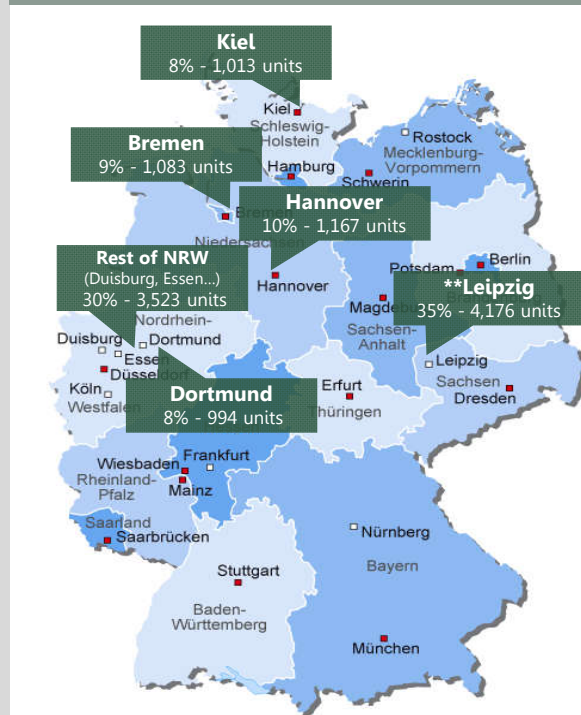 Kiel
8% - 1,013 units
Kiel
Schleswig-
Holstein
Rostock
Mecklenburg-
Vorpommern
Hamburg
Schwerin
Bremen
9% - 1,083 units
Bremen
Niedersachsen
Hannover
10% - 1,167 units
Hannover
Berlin
Potsdam
Rest of NRW
(Duisburg, Essen...)
30% - 3,523 units
**Leipzig
35% - 4,176 units
Sachsen-
Anhalt
Nordrhein-
Westfalen
Duisburg
Dortmund
Essen
Düsseldorf
Köln
Dortmund
8% - 994 units
Leipzig
Sachsen
Dresden
Erfurt
Thüringen
Wiesbaden
Frankfurt
Rheinland-
Pfalz
Mainz
Saarland
Saarbrücken
Nürnberg
Bayern
Stuttgart
Baden-
Württemberg
München